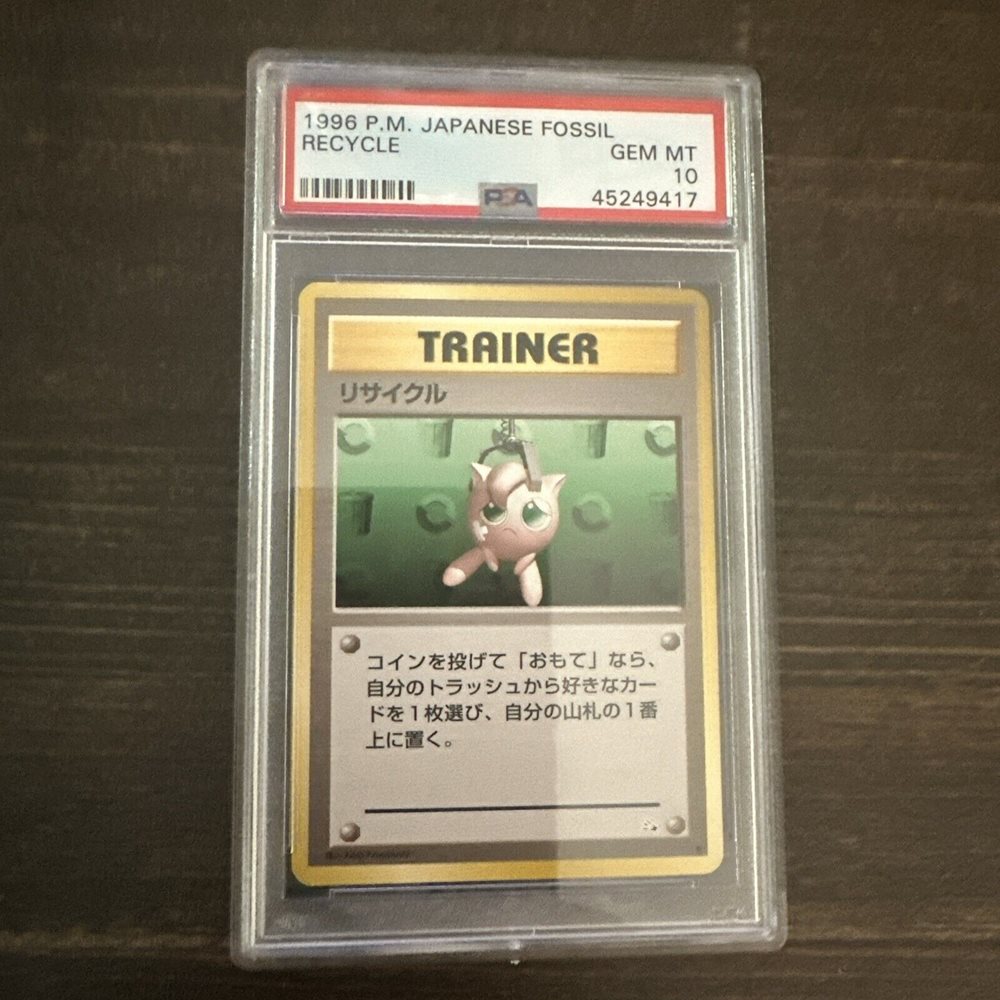 1996 P.M. JAPANESE FOSSIL
RECYCLE
GEM MT
10
PSA
45249417
TRAINER
リサイクル
コインを投げて「おもて」なら、
自分のトラッシュから好きなカー
ドを1枚選び、自分の山札の1番
上に置く。